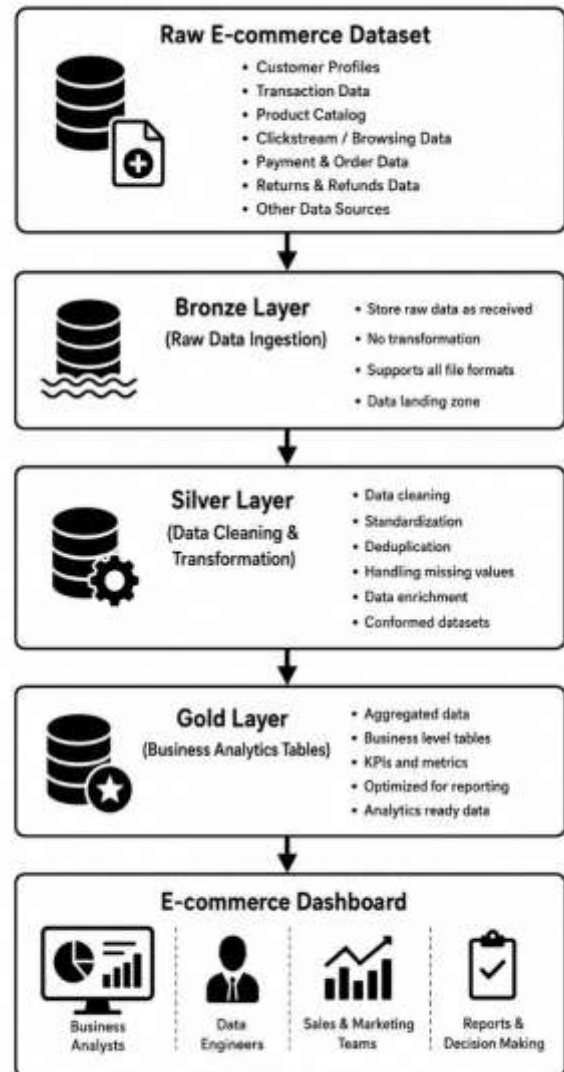 Raw E-commerce Dataset
• Customer Profiles
• Transaction Data
• Product Catalog
• Clickstream / Browsing Data
• Payment & Order Data
• Returns & Refunds Data
• Other Data Sources
Bronze Layer
(Raw Data Ingestion)
• Store raw data as received
• No transformation
• Supports all file formats
• Data landing zone
Silver Layer
(Data Cleaning &
Transformation)
• Data cleaning
• Standardization
• Deduplication
• Handling missing values
• Data enrichment
• Conformed datasets
Gold Layer
(Business Analytics Tables)
• Aggregated data
• Business level tables
• KPIs and metrics
• Optimized for reporting
• Analytics ready data
E-commerce Dashboard
Business
Analysts
Data
Engineers
Sales & Marketing
Teams
Reports &
Decision Making